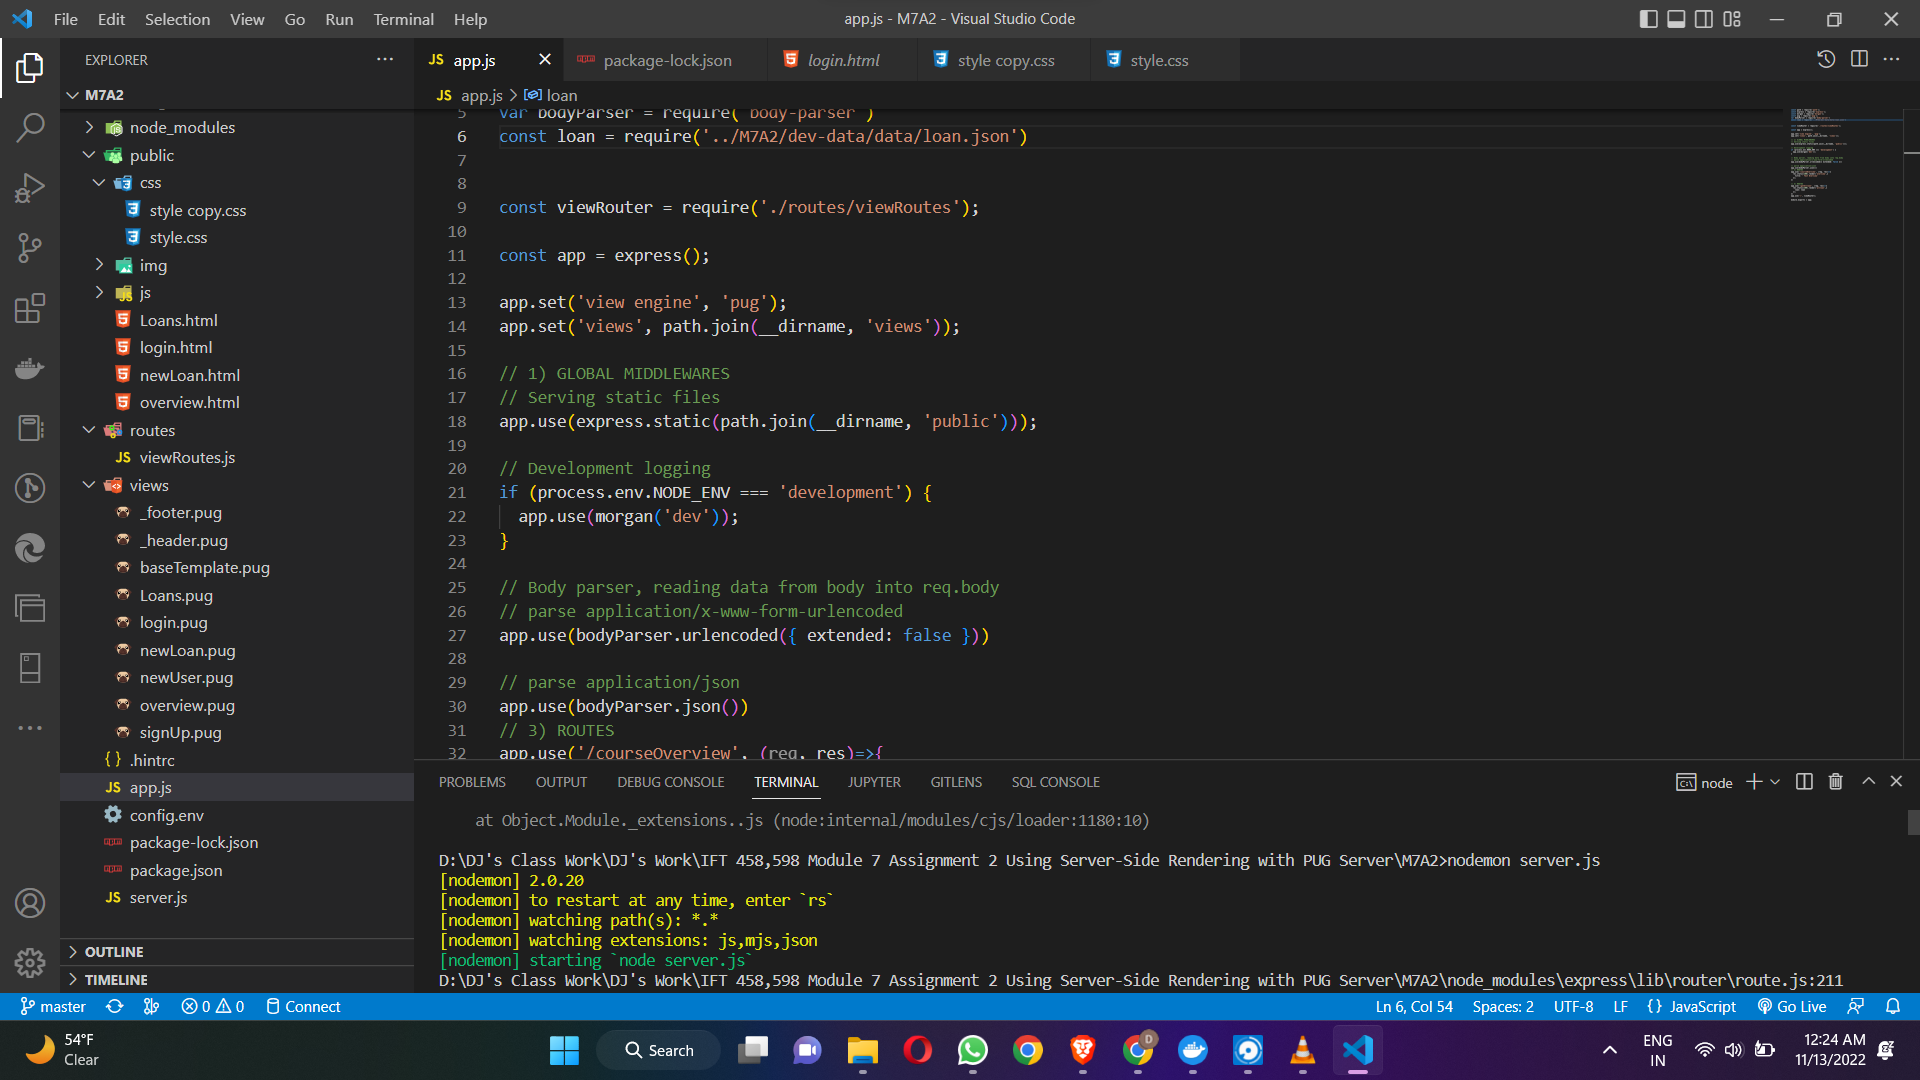 File Edit Selection View Go Run Terminal Help
app.js - M7A2 - Visual Studio Code
EXPLORER
M7A2
node_modules
public
css
style copy.css
style.css
img
js
Loans.html
login.html
newLoan.html
overview.html
routes
JS viewRoutes.js
views
_footer.pug
_header.pug
baseTemplate.pug
Loans.pug
login.pug
newLoan.pug
newUser.pug
overview.pug
signUp.pug
{} .hintrc
JS app.js
config.env
package-lock.json
package.json
JS server.js
OUTLINE
TIMELINE
JS app.js
package-lock.json
login.html
style copy.css
style.css
JS app.js > loan
5 var bodyParser = require('body-parser')
6 const loan = require('../M7A2/dev-data/data/loan.json')
7
8
9 const viewRouter = require('./routes/viewRoutes');
10
11 const app = express();
12
13 app.set('view engine', 'pug');
14 app.set('views', path.join(__dirname, 'views'));
15
16 // 1) GLOBAL MIDDLEWARES
17 // Serving static files
18 app.use(express.static(path.join(__dirname, 'public')));
19
20 // Development logging
21 if (process.env.NODE_ENV === 'development') {
22 app.use(morgan('dev'));
23 }
24
25 // Body parser, reading data from body into req.body
26 // parse application/x-www-form-urlencoded
27 app.use(bodyParser.urlencoded({ extended: false }))
28
29 // parse application/json
30 app.use(bodyParser.json())
31 // 3) ROUTES
32 app.use('/courseOverview', (req, res)=>{
PROBLEMS OUTPUT DEBUG CONSOLE TERMINAL JUPYTER GITLENS SQL CONSOLE
node
at Object.Module._extensions..js (node:internal/modules/cjs/loader:1180:10)
D:\DJ's Class Work\DJ's Work\IFT 458,598 Module 7 Assignment 2 Using Server-Side Rendering with PUG Server\M7A2>nodemon server.js
[nodemon] 2.0.20
[nodemon] to restart at any time, enter `rs`
[nodemon] watching path(s): *.*
[nodemon] watching extensions: js,mjs,json
[nodemon] starting `node server.js`
D:\DJ's Class Work\DJ's Work\IFT 458,598 Module 7 Assignment 2 Using Server-Side Rendering with PUG Server\M7A2\node_modules\express\lib\router\route.js:211
master 0 0 Connect
Ln 6, Col 54 Spaces: 2 UTF-8 LF {} JavaScript Go Live
54°F
Clear
Search
D
ENG
IN
12:24 AM
11/13/2022